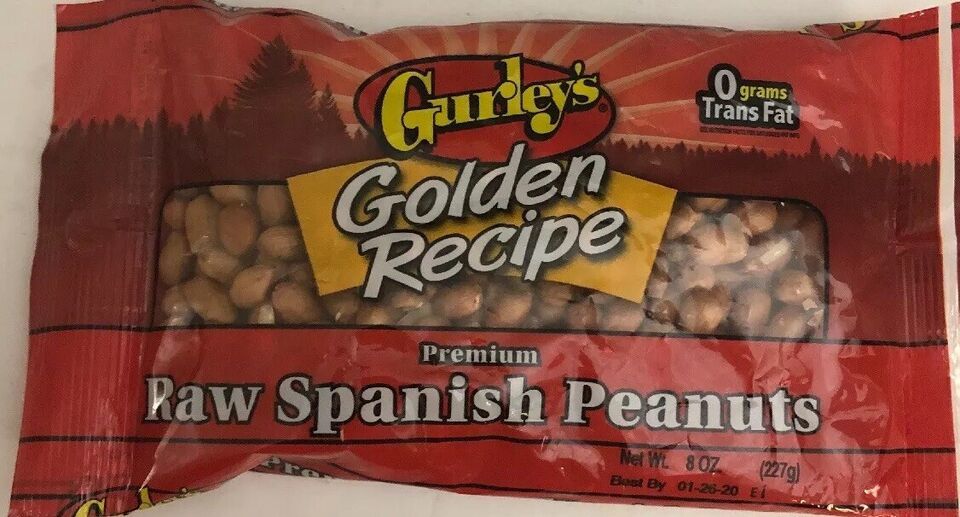 Gurley's
0 grams
Trans Fat
Golden
Recipe
Premium
Raw Spanish Peanuts
Net Wt. 8 OZ. (227g)
Best By 01-26-20 E1